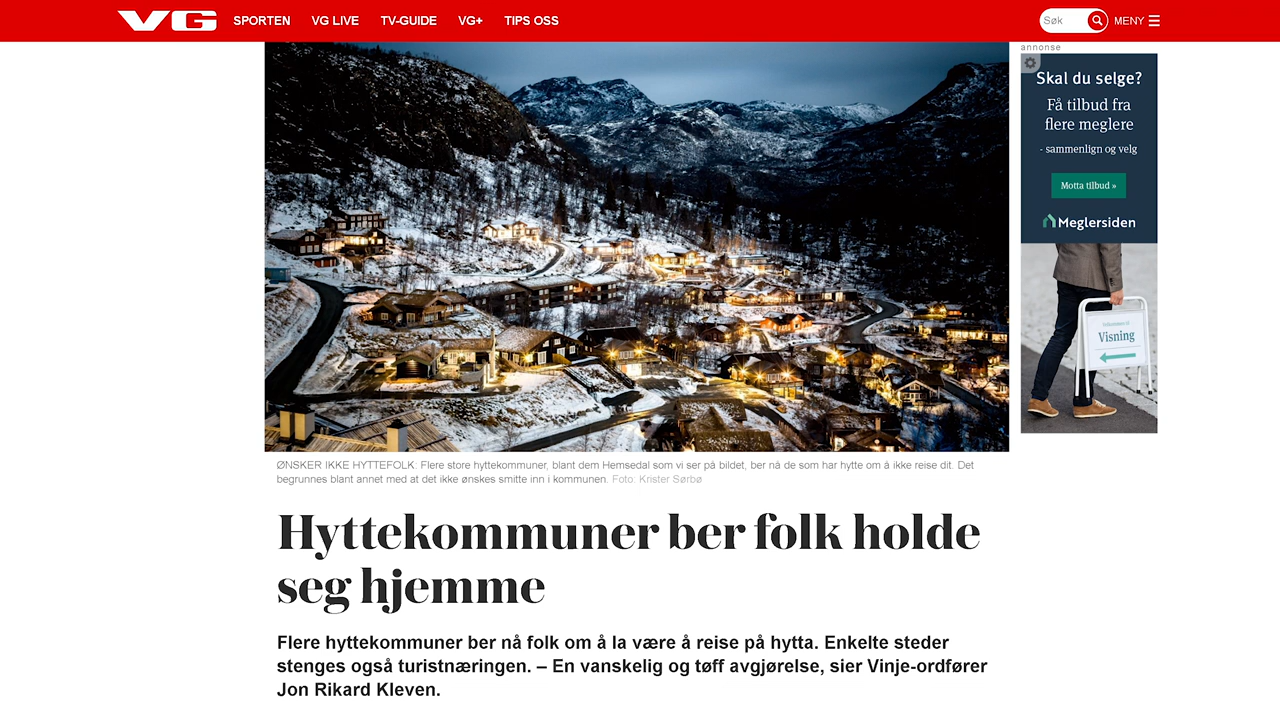 VG SPORTEN VG LIVE TV-GUIDE VG+ TIPS OSS Søk MENY
annonse
Skal du selge?
Få tilbud fra
flere meglere
- sammenlign og velg
Motta tilbud »
Meglersiden
Visning
ØNSKER IKKE HYTTEFOLK: Flere store hyttekommuner, blant dem Hemsedal som vi ser på bildet, ber nå de som har hytte om å ikke reise dit. Det
begrunnes blant annet med at det ikke ønskes smitte inn i kommunen. Foto: Krister Sørbø
Hyttekommuner ber folk holde
seg hjemme
Flere hyttekommuner ber nå folk om å la være å reise på hytta. Enkelte steder
stenges også turistnæringen. – En vanskelig og tøff avgjørelse, sier Vinje-ordfører
Jon Rikard Kleven.